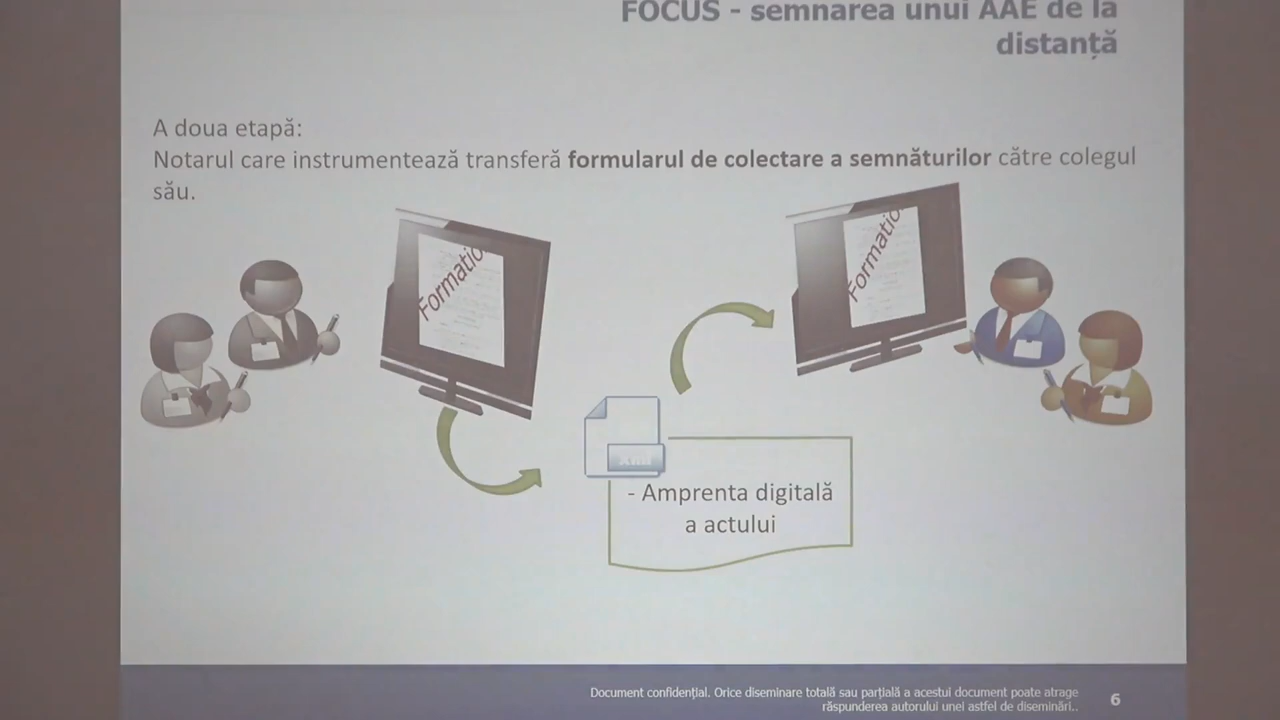 FOCUS - semnarea unui AAE de la
distanță
A doua etapă:
Notarul care instrumentează transferă formularul de colectare a semnăturilor către colegul
său.
Formatio
Formatio
xml
- Amprenta digitală
a actului
Document confidențial. Orice diseminare totală sau parțială a acestui document poate atrage
răspunderea autorului unei astfel de diseminări..
6